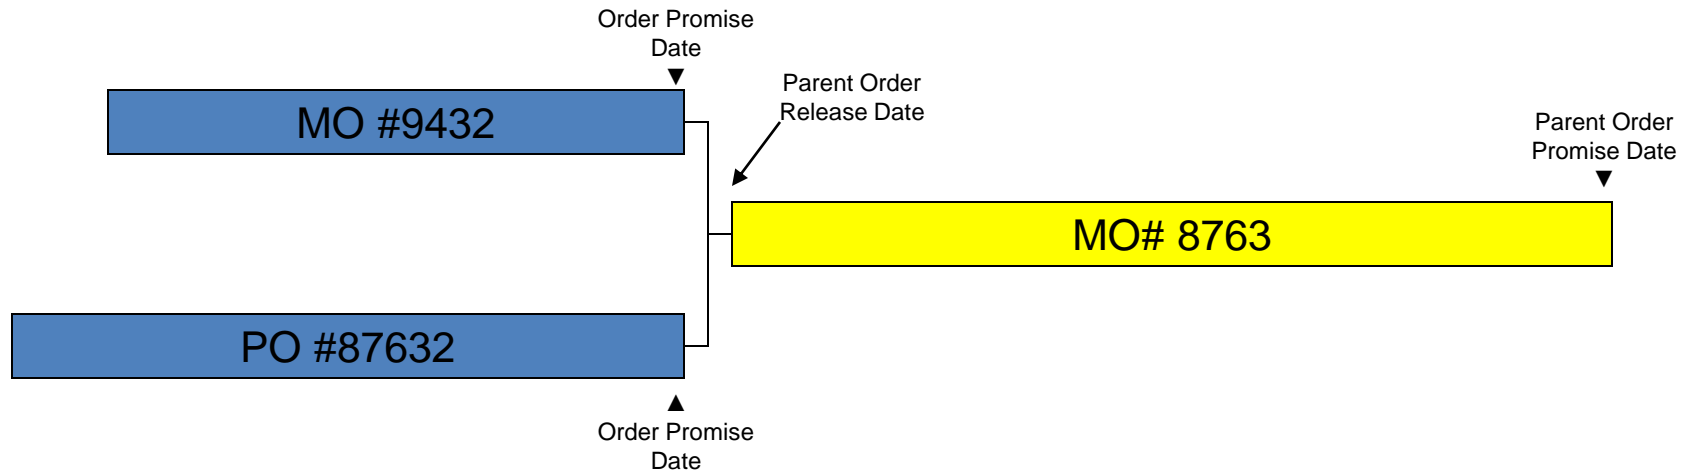 Order Promise
Date
▼
MO #9432
Parent Order
Release Date
Parent Order
Promise Date
▼
MO# 8763
PO #87632
▲
Order Promise
Date